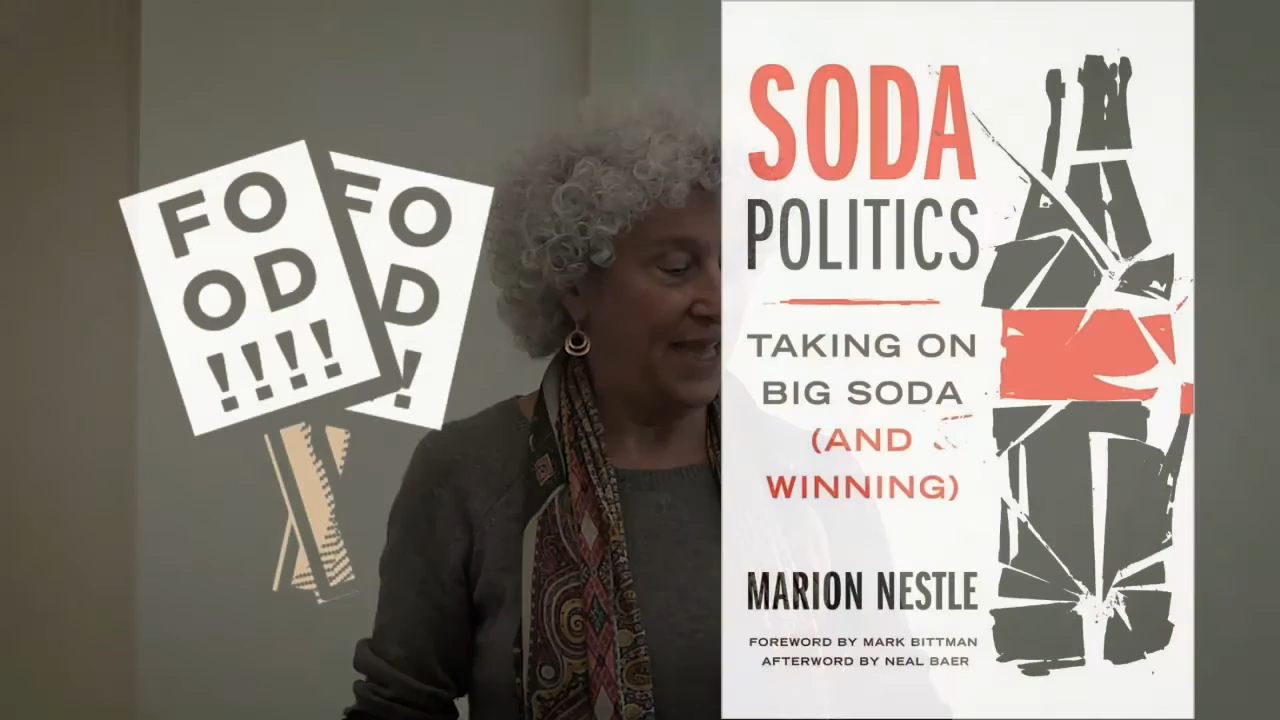 FO
OD
!!!!
FO
D
!
SODA
POLITICS
TAKING ON
BIG SODA
(AND
WINNING)
MARION NESTLE
FOREWORD BY MARK BITTMAN
AFTERWORD BY NEAL BAER